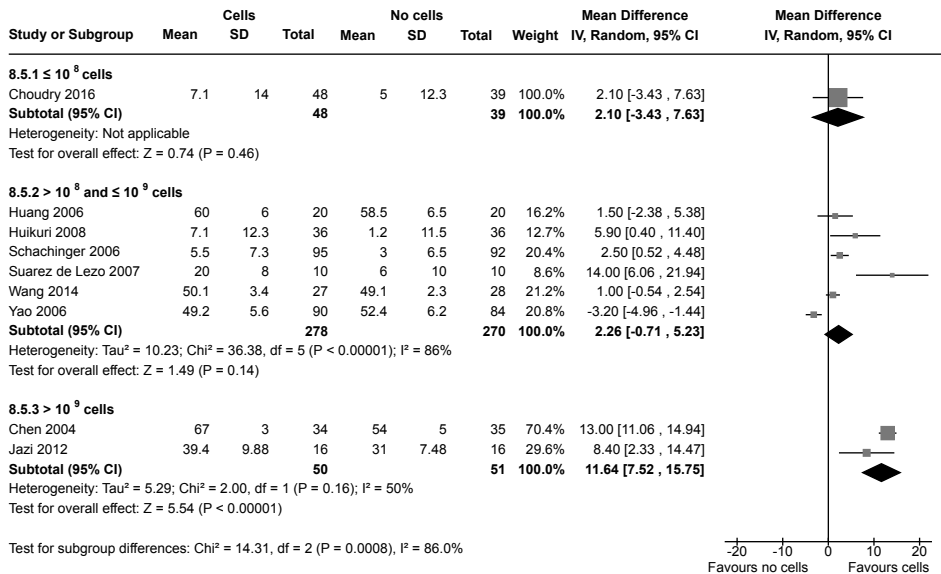 Cells No cells Mean Difference Mean Difference
Study or Subgroup Mean SD Total Mean SD Total Weight IV, Random, 95% CI IV, Random, 95% CI
8.5.1 ≤ 10 ⁸ cells
Choudry 2016 7.1 14 48 5 12.3 39 100.0% 2.10 [-3.43 , 7.63]
Subtotal (95% CI) 48 39 100.0% 2.10 [-3.43 , 7.63]
Heterogeneity: Not applicable
Test for overall effect: Z = 0.74 (P = 0.46)
8.5.2 > 10 ⁸ and ≤ 10 ⁹ cells
Huang 2006 60 6 20 58.5 6.5 20 16.2% 1.50 [-2.38 , 5.38]
Huikuri 2008 7.1 12.3 36 1.2 11.5 36 12.7% 5.90 [0.40 , 11.40]
Schachinger 2006 5.5 7.3 95 3 6.5 92 20.4% 2.50 [0.52 , 4.48]
Suarez de Lezo 2007 20 8 10 6 10 10 8.6% 14.00 [6.06 , 21.94]
Wang 2014 50.1 3.4 27 49.1 2.3 28 21.2% 1.00 [-0.54 , 2.54]
Yao 2006 49.2 5.6 90 52.4 6.2 84 20.8% -3.20 [-4.96 , -1.44]
Subtotal (95% CI) 278 270 100.0% 2.26 [-0.71 , 5.23]
Heterogeneity: Tau² = 10.23; Chi² = 36.38, df = 5 (P < 0.00001); I² = 86%
Test for overall effect: Z = 1.49 (P = 0.14)
8.5.3 > 10 ⁹ cells
Chen 2004 67 3 34 54 5 35 70.4% 13.00 [11.06 , 14.94]
Jazi 2012 39.4 9.88 16 31 7.48 16 29.6% 8.40 [2.33 , 14.47]
Subtotal (95% CI) 50 51 100.0% 11.64 [7.52 , 15.75]
Heterogeneity: Tau² = 5.29; Chi² = 2.00, df = 1 (P = 0.16); I² = 50%
Test for overall effect: Z = 5.54 (P < 0.00001)
Test for subgroup differences: Chi² = 14.31, df = 2 (P = 0.0008), I² = 86.0%
-20 -10 0 10 20
Favours no cells Favours cells